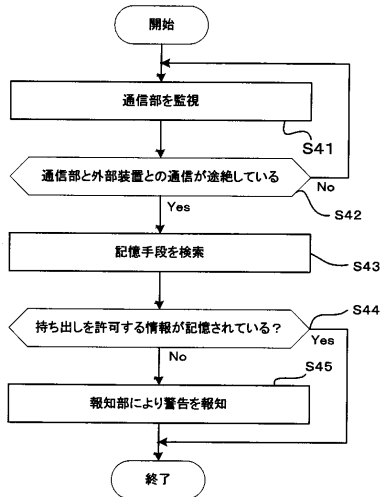 開始
通信部を監視
S41
通信部と外部装置との通信が途絶している
No
S42
Yes
記憶手段を検索
S43
S44
持ち出しを許可する情報が記憶されている?
Yes
No
S45
報知部により警告を報知
終了